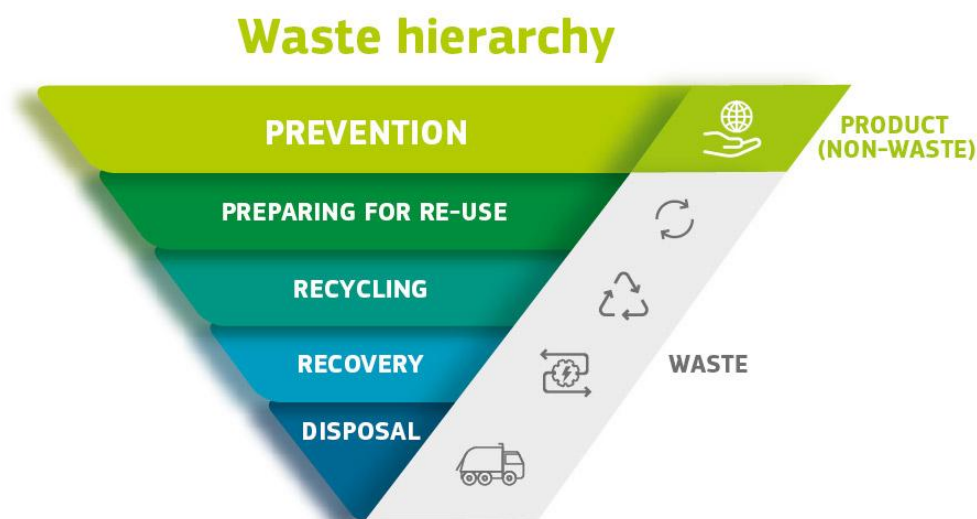 Waste hierarchy
PREVENTION
PRODUCT
(NON-WASTE)
PREPARING FOR RE-USE
RECYCLING
RECOVERY
WASTE
DISPOSAL